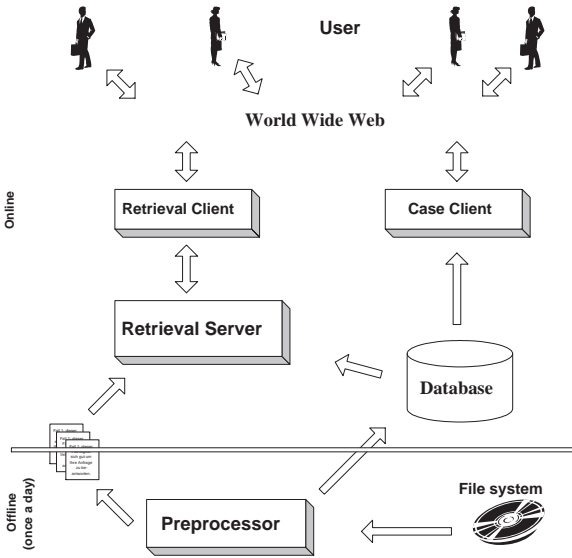 User
World Wide Web
Retrieval Client
Case Client
Online
Retrieval Server
Database
Offline
(once a day)
Preprocessor
File system